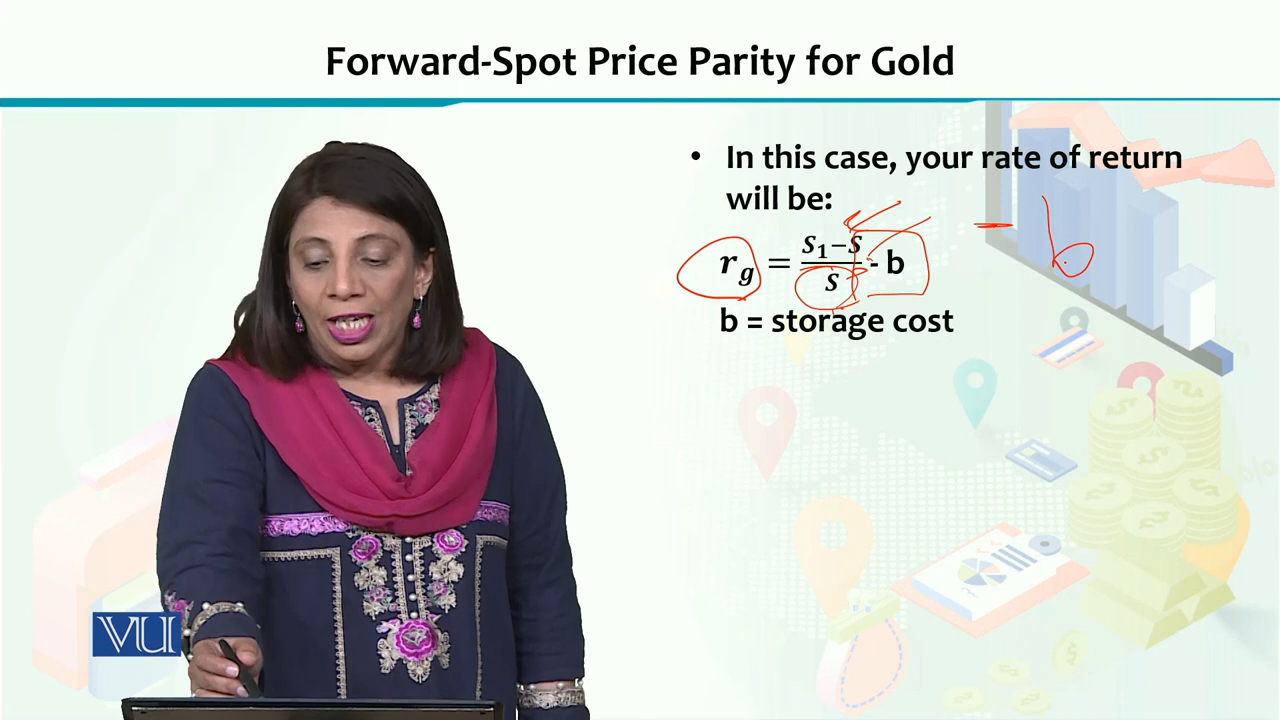 Forward-Spot Price Parity for Gold
• In this case, your rate of return
will be:
r_g = (S₁−S)/S - b
b
b = storage cost
VU